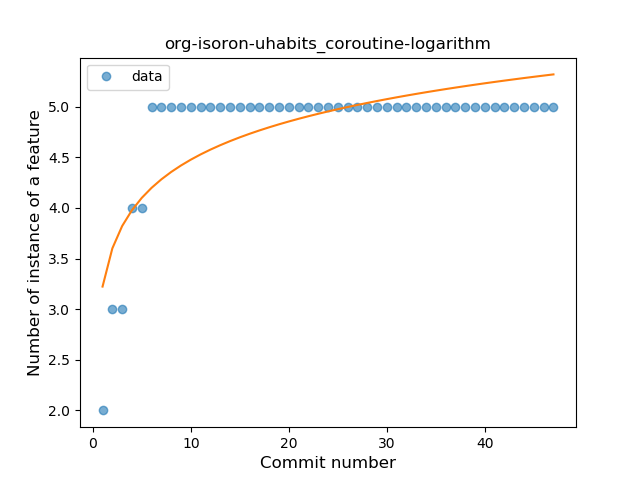 org-isoron-uhabits_coroutine-logarithm
data
Number of instance of a feature
5.0
4.5
4.0
3.5
3.0
2.5
2.0
0 10 20 30 40
Commit number